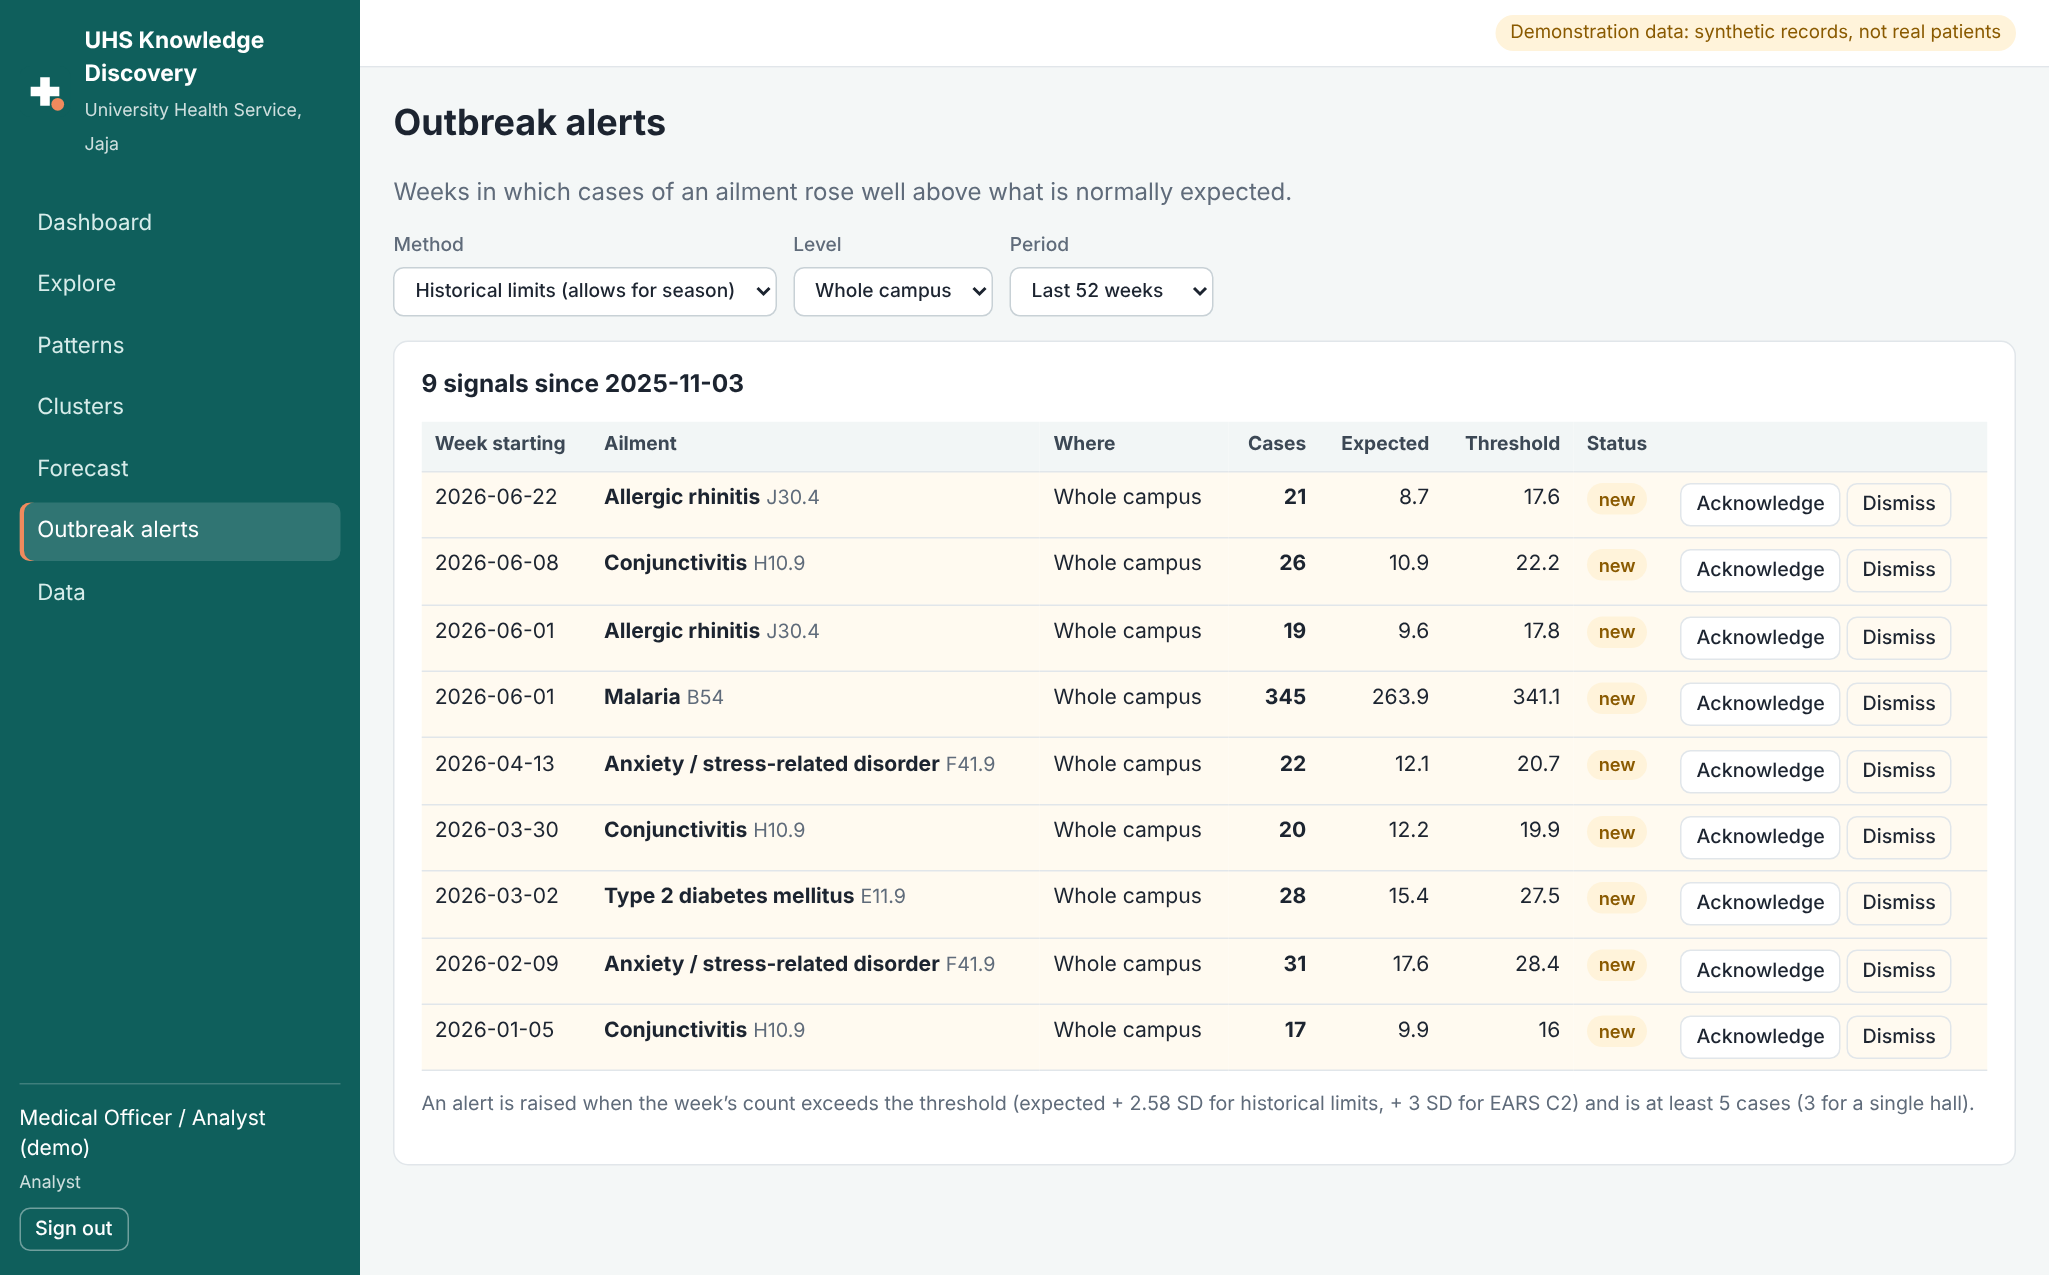 UHS Knowledge
Discovery
University Health Service,
Jaja
Dashboard
Explore
Patterns
Clusters
Forecast
Outbreak alerts
Data
Medical Officer / Analyst
(demo)
Analyst
Sign out
Demonstration data: synthetic records, not real patients
Outbreak alerts
Weeks in which cases of an ailment rose well above what is normally expected.
Method Level Period
Historical limits (allows for season) Whole campus Last 52 weeks
9 signals since 2025-11-03
Week starting Ailment Where Cases Expected Threshold Status
2026-06-22 Allergic rhinitis J30.4 Whole campus 21 8.7 17.6 new Acknowledge Dismiss
2026-06-08 Conjunctivitis H10.9 Whole campus 26 10.9 22.2 new Acknowledge Dismiss
2026-06-01 Allergic rhinitis J30.4 Whole campus 19 9.6 17.8 new Acknowledge Dismiss
2026-06-01 Malaria B54 Whole campus 345 263.9 341.1 new Acknowledge Dismiss
2026-04-13 Anxiety / stress-related disorder F41.9 Whole campus 22 12.1 20.7 new Acknowledge Dismiss
2026-03-30 Conjunctivitis H10.9 Whole campus 20 12.2 19.9 new Acknowledge Dismiss
2026-03-02 Type 2 diabetes mellitus E11.9 Whole campus 28 15.4 27.5 new Acknowledge Dismiss
2026-02-09 Anxiety / stress-related disorder F41.9 Whole campus 31 17.6 28.4 new Acknowledge Dismiss
2026-01-05 Conjunctivitis H10.9 Whole campus 17 9.9 16 new Acknowledge Dismiss
An alert is raised when the week’s count exceeds the threshold (expected + 2.58 SD for historical limits, + 3 SD for EARS C2) and is at least 5 cases (3 for a single hall).